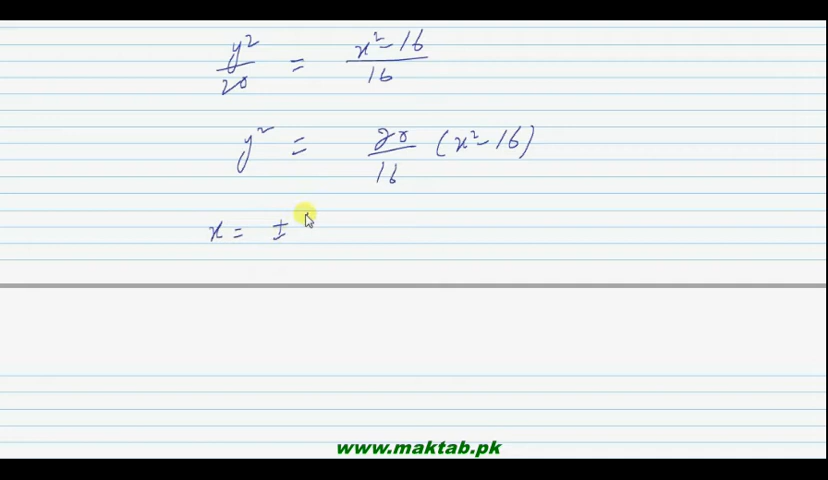 y²/20 = x²-16/16
y² = 20/16 (x²-16)
x = ±
www.maktab.pk